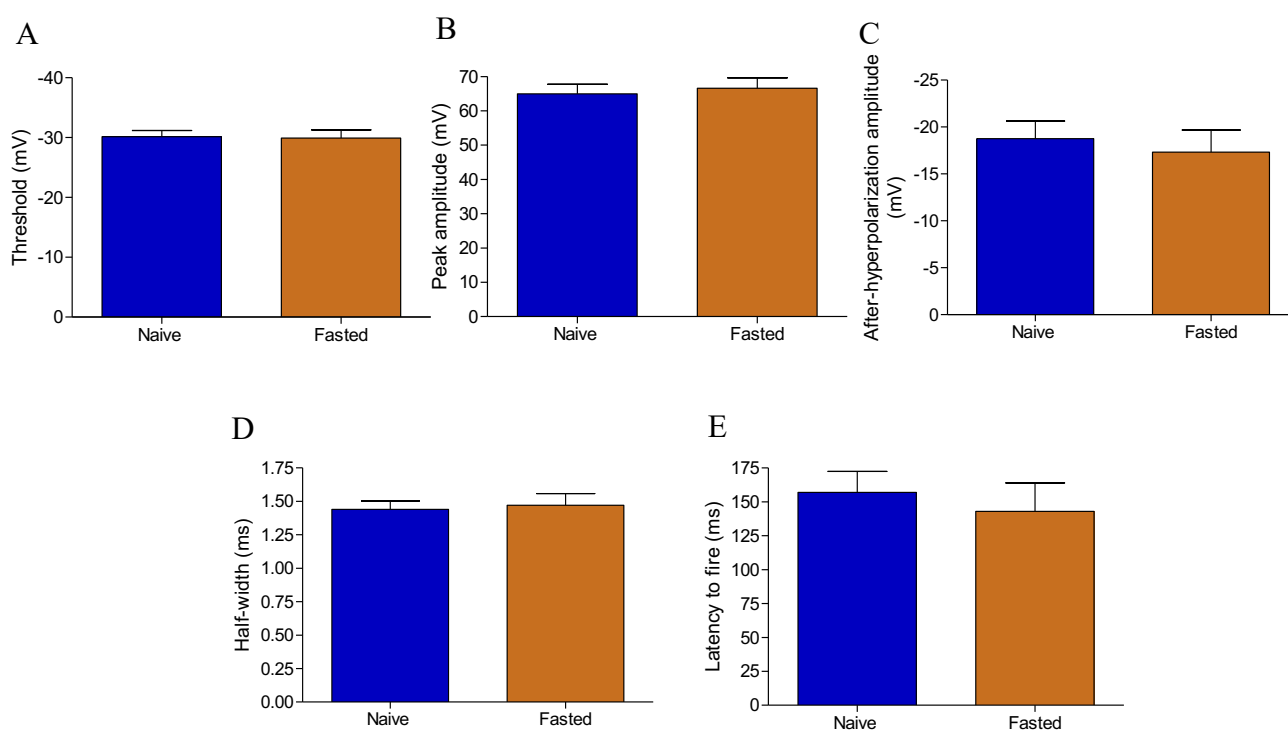 A
Threshold (mV)
-40
-30
-20
-10
0
Naive
Fasted
B
Peak amplitude (mV)
70
60
50
40
30
20
10
0
Naive
Fasted
C
After-hyperpolarization amplitude
(mV)
-25
-20
-15
-10
-5
0
Naive
Fasted
D
Half-width (ms)
1.75
1.50
1.25
1.00
0.75
0.50
0.25
0.00
Naive
Fasted
E
Latency to fire (ms)
175
150
125
100
75
50
25
0
Naive
Fasted